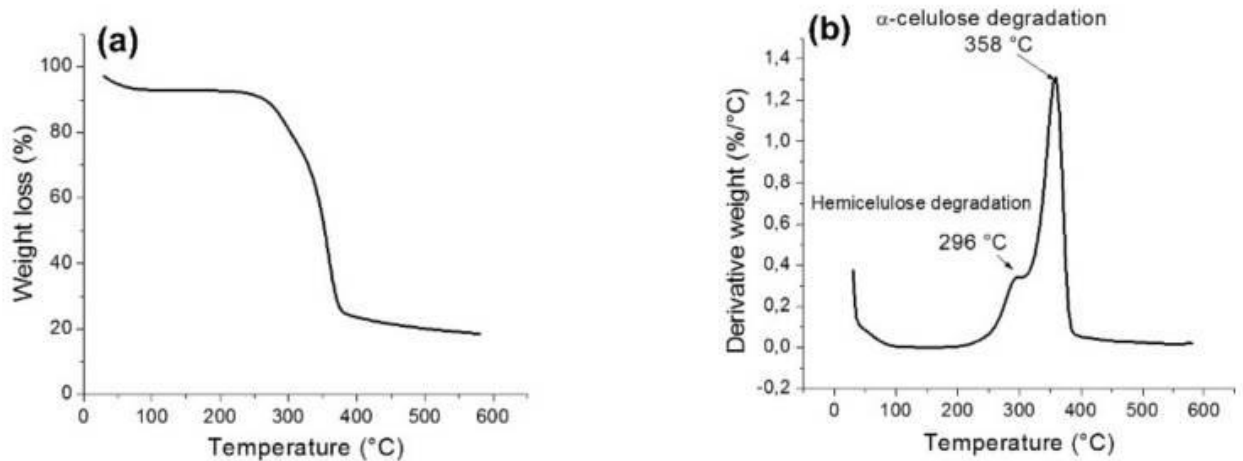 (a)
100
80
60
40
20
0
Weight loss (%)
0 100 200 300 400 500 600
Temperature (°C)
(b)
α-celulose degradation
358 °C
1,4
1,2
1,0
0,8
0,6
0,4
0,2
0,0
-0,2
Derivative weight (%/°C)
Hemicelulose degradation
296 °C
0 100 200 300 400 500 600
Temperature (°C)